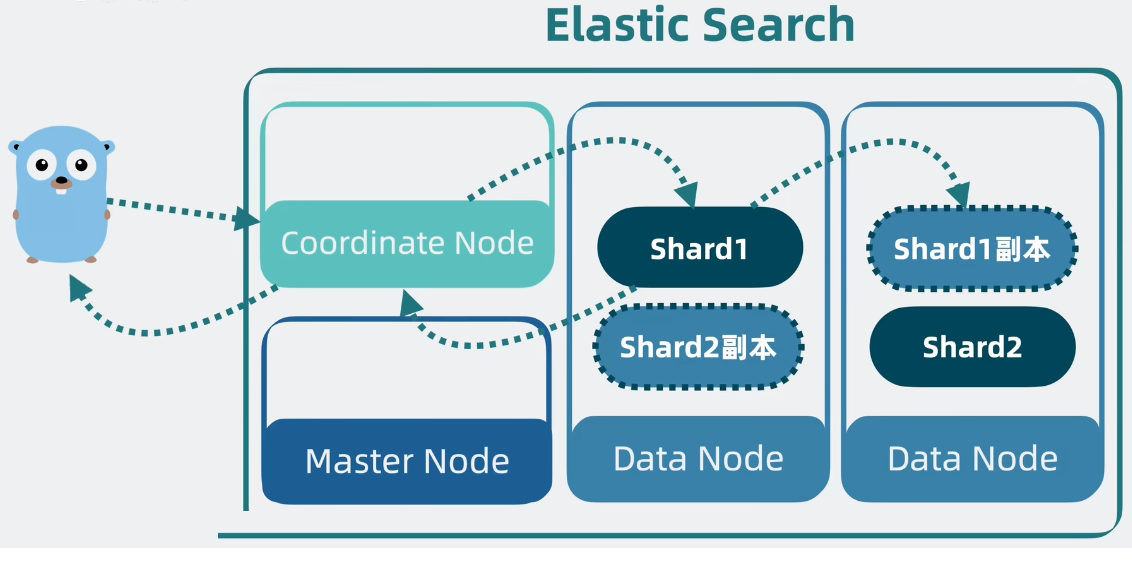 Elastic Search
Coordinate Node
Shard1
Shard1副本
Shard2副本
Shard2
Master Node
Data Node
Data Node